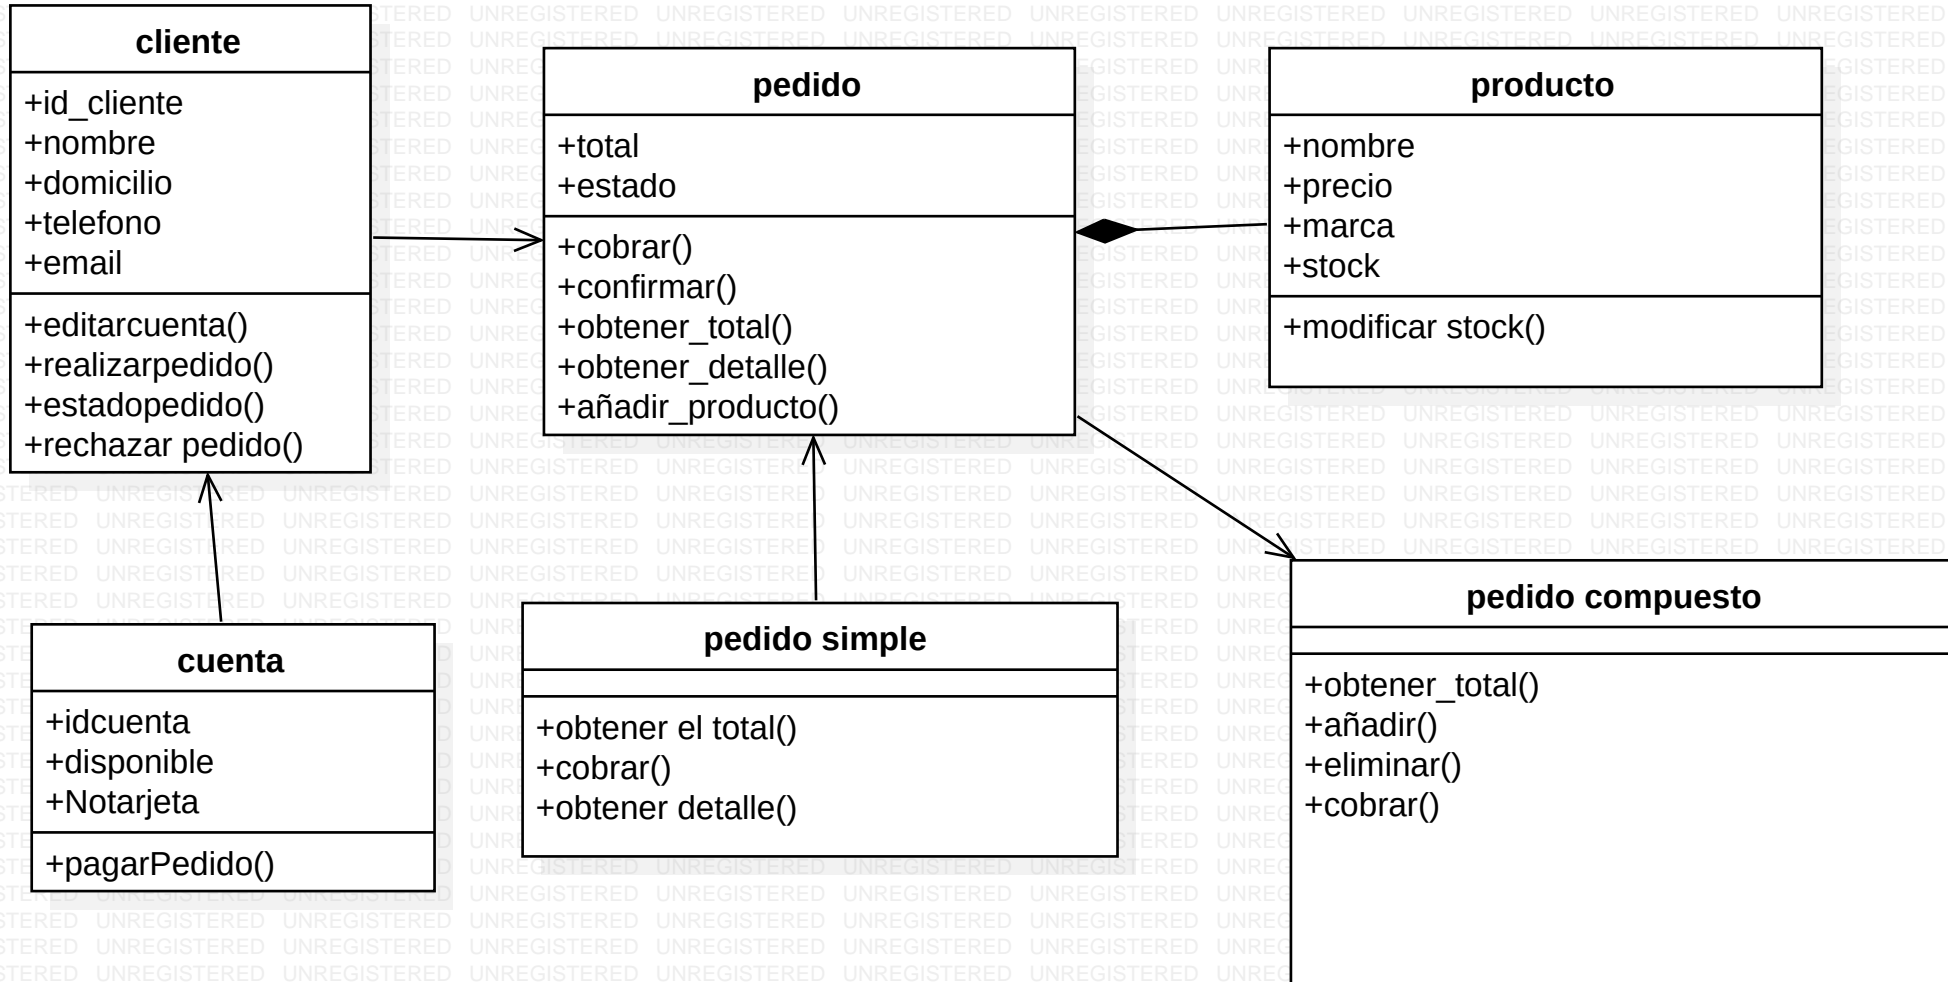 cliente
+id_cliente
+nombre
+domicilio
+telefono
+email
+editarcuenta()
+realizarpedido()
+estadopedido()
+rechazar pedido()
pedido
+total
+estado
+cobrar()
+confirmar()
+obtener_total()
+obtener_detalle()
+añadir_producto()
producto
+nombre
+precio
+marca
+stock
+modificar stock()
cuenta
+idcuenta
+disponible
+Notarjeta
+pagarPedido()
pedido simple
+obtener el total()
+cobrar()
+obtener detalle()
pedido compuesto
+obtener_total()
+añadir()
+eliminar()
+cobrar()
UNREGISTERED